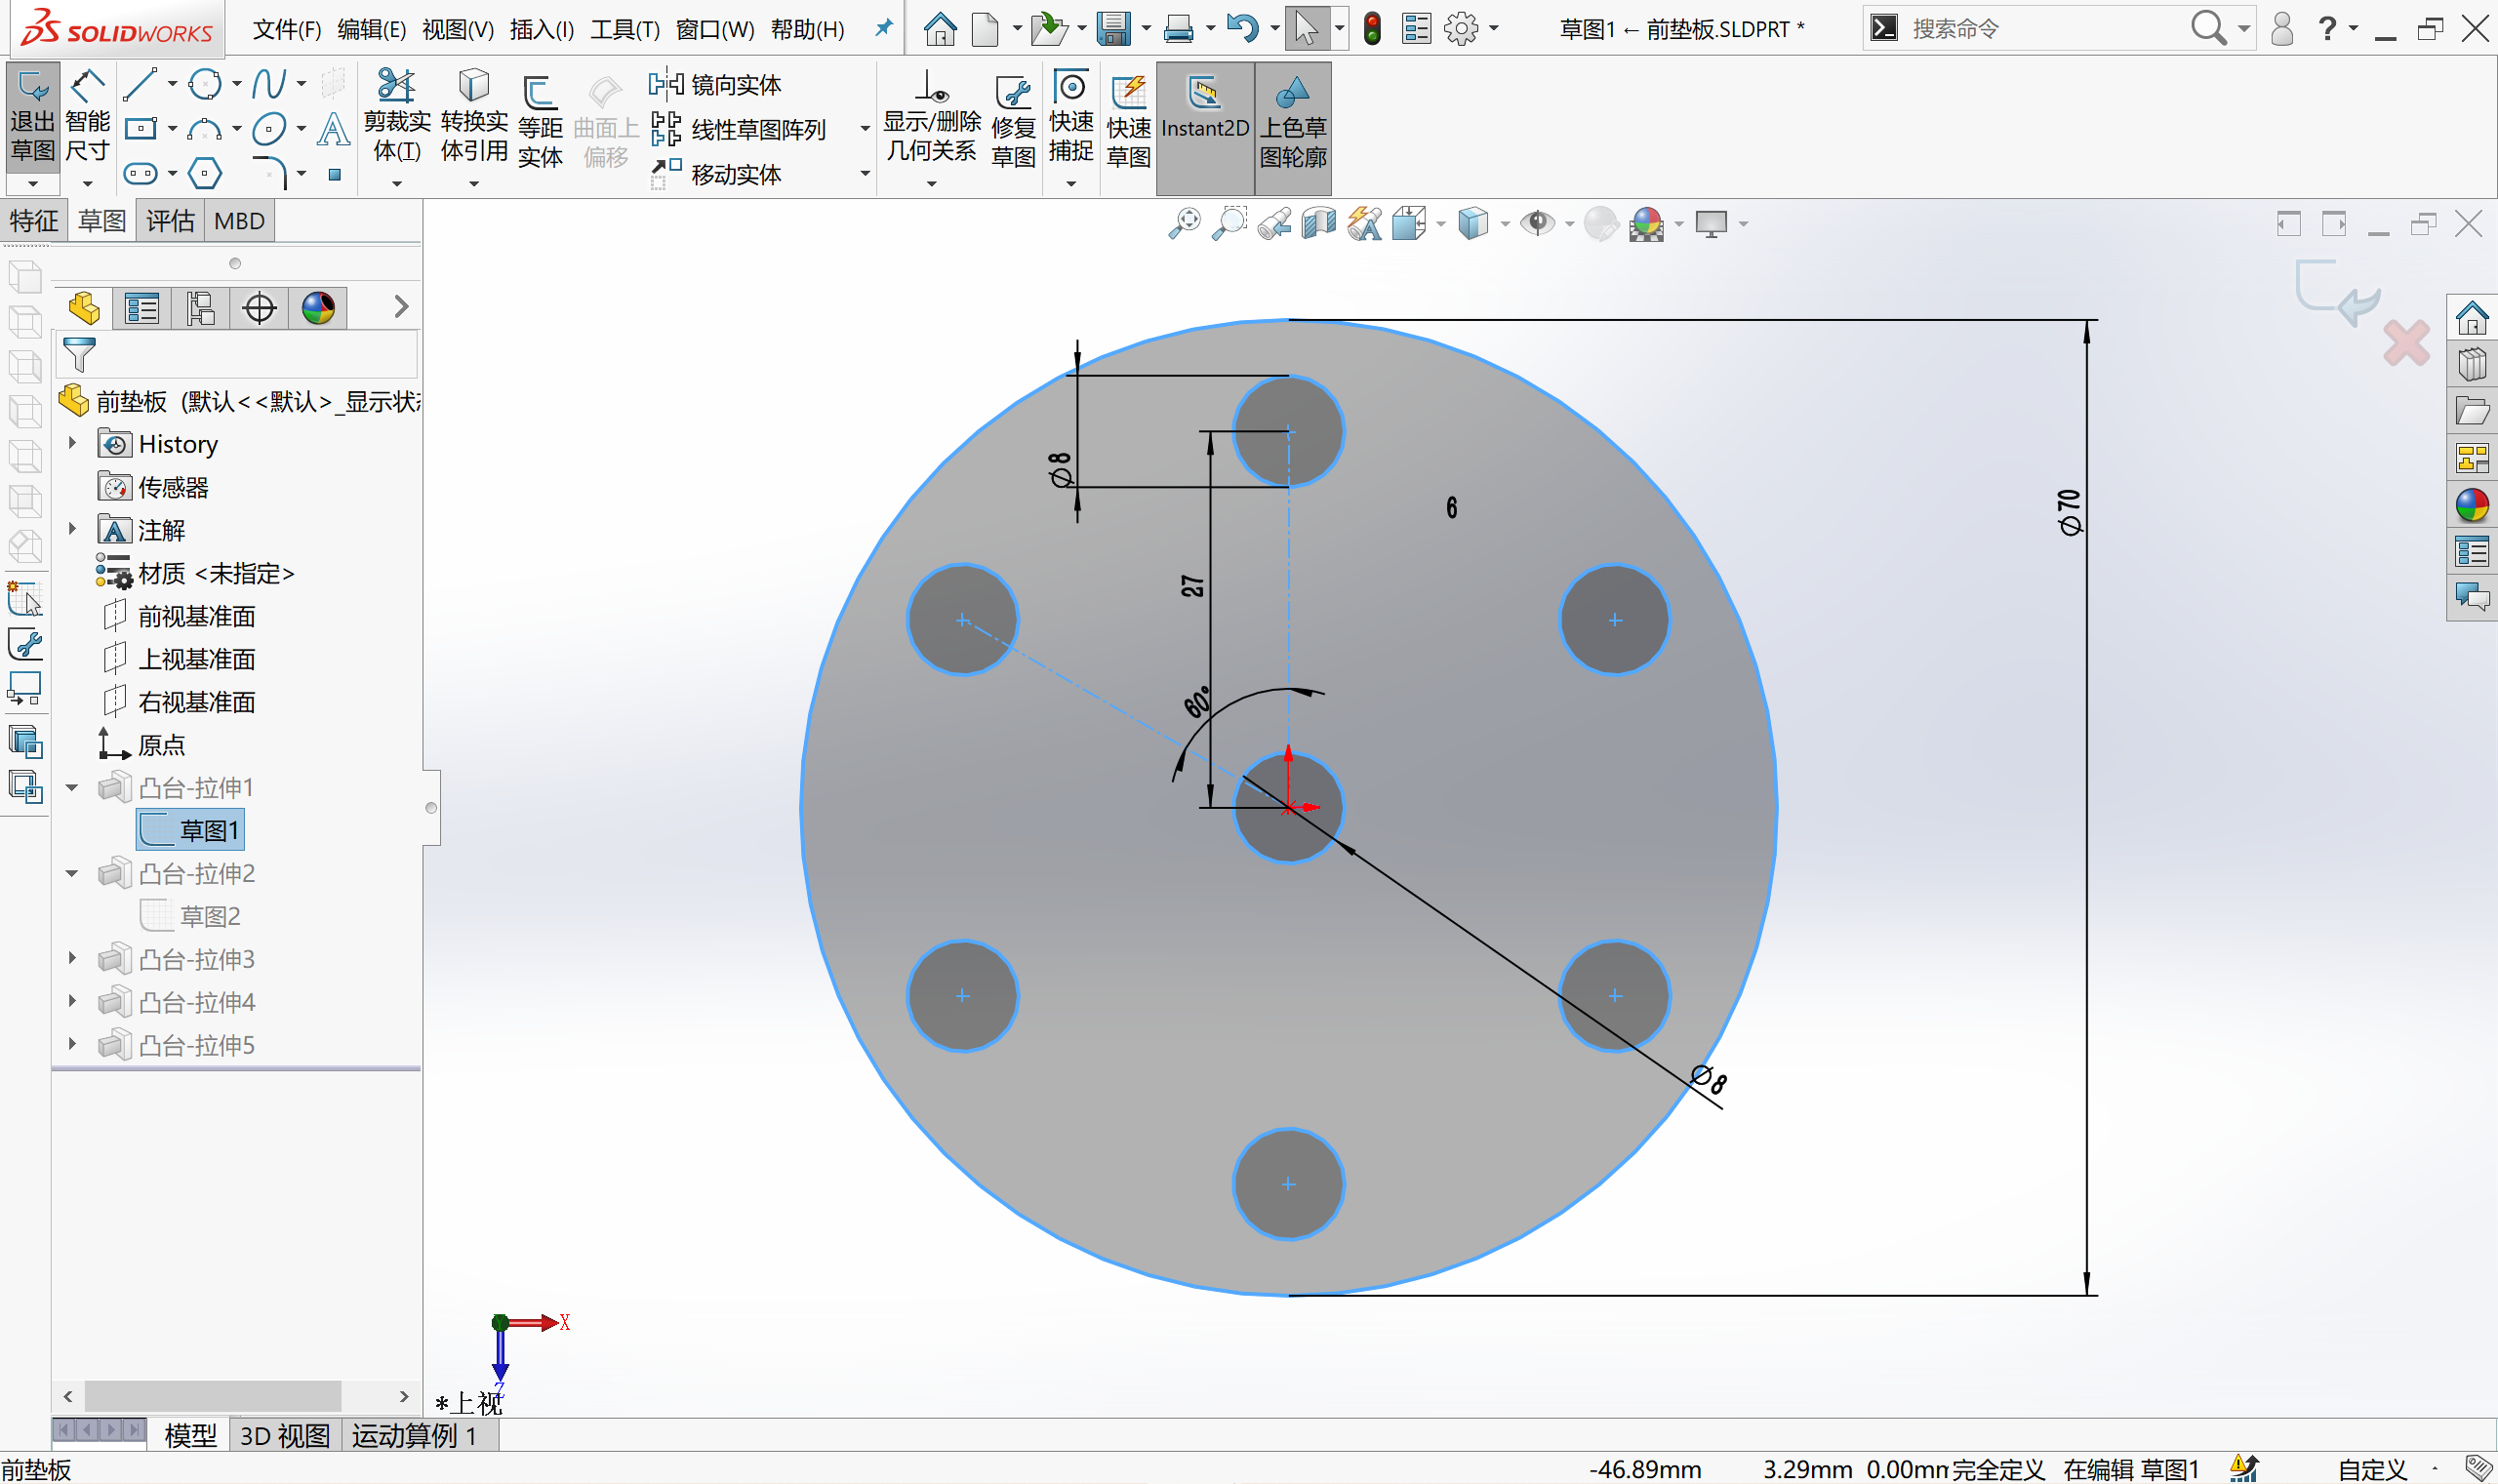 SOLIDWORKS 文件(F) 编辑(E) 视图(V) 插入(I) 工具(T) 窗口(W) 帮助(H) 草图1 ← 前垫板.SLDPRT * 搜索命令 ?
退出草图
智能尺寸
剪裁实体(T)
转换实体引用
等距实体
曲面上偏移
镜向实体
线性草图阵列
移动实体
显示/删除几何关系
修复草图
快速捕捉
快速草图
Instant2D
上色草图轮廓
特征 草图 评估 MBD
前垫板 (默认<<默认>_显示状
History
传感器
注解
材质 <未指定>
前视基准面
上视基准面
右视基准面
原点
凸台-拉伸1
草图1
凸台-拉伸2
草图2
凸台-拉伸3
凸台-拉伸4
凸台-拉伸5
∅8
27
60°
6
∅70
∅8
X
Z
*上视
模型 3D 视图 运动算例 1
前垫板 -46.89mm 3.29mm 0.00mm 完全定义 在编辑 草图1 自定义